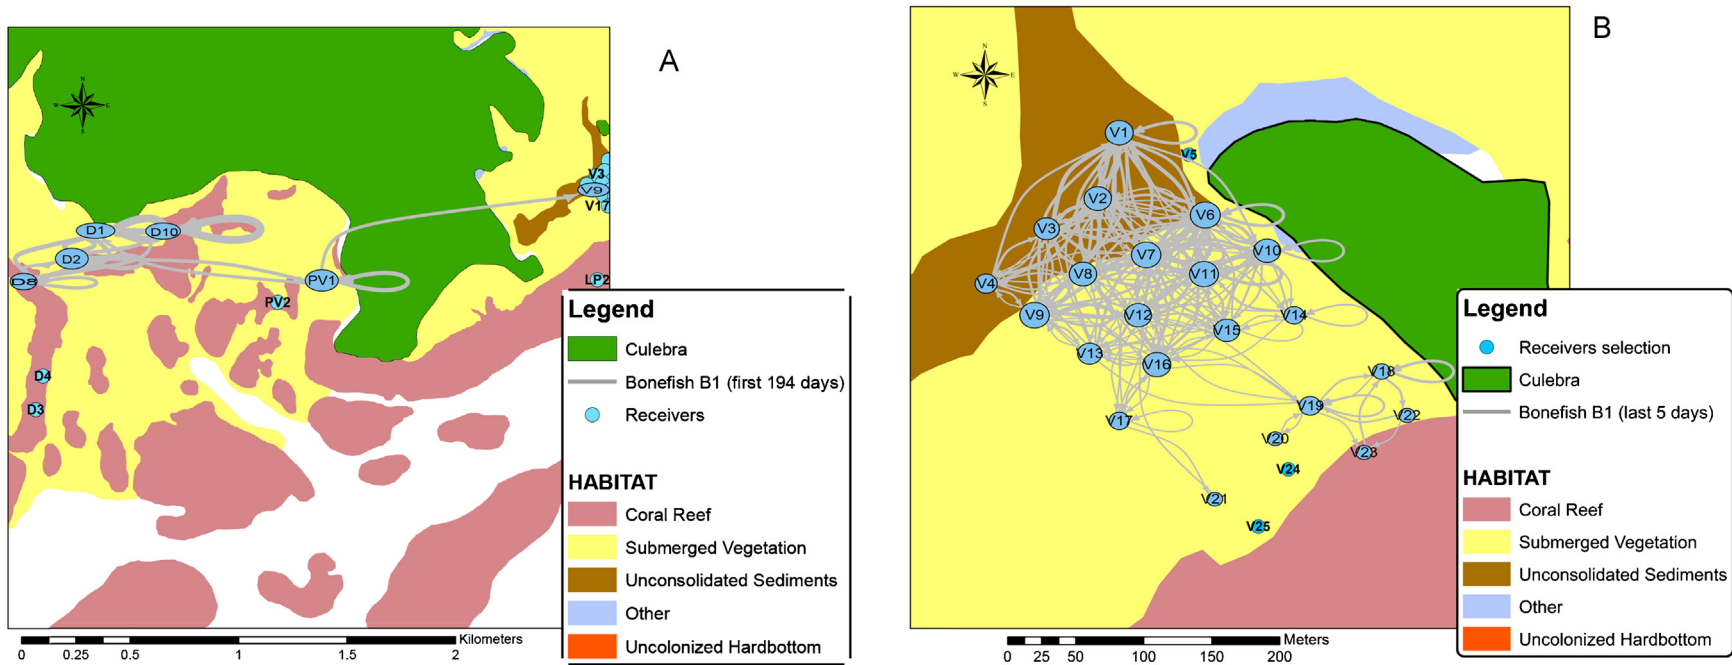 A
N
W
E
S
V3
V9
V17
D1
D10
D2
D8
PV1
PV2
LP2
D4
D3
Legend
Culebra
Bonefish B1 (first 194 days)
Receivers
HABITAT
Coral Reef
Submerged Vegetation
Unconsolidated Sediments
Other
Uncolonized Hardbottom
Kilometers
0 0.25 0.5 1 1.5 2
B
N
W
E
S
V1
V5
V2
V6
V3
V10
V7
V8
V11
V4
V9
V12
V14
V15
V13
V16
V18
V19
V22
V17
V20
V23
V24
V21
V25
Legend
Receivers selection
Culebra
Bonefish B1 (last 5 days)
HABITAT
Coral Reef
Submerged Vegetation
Unconsolidated Sediments
Other
Uncolonized Hardbottom
Meters
0 25 50 100 150 200